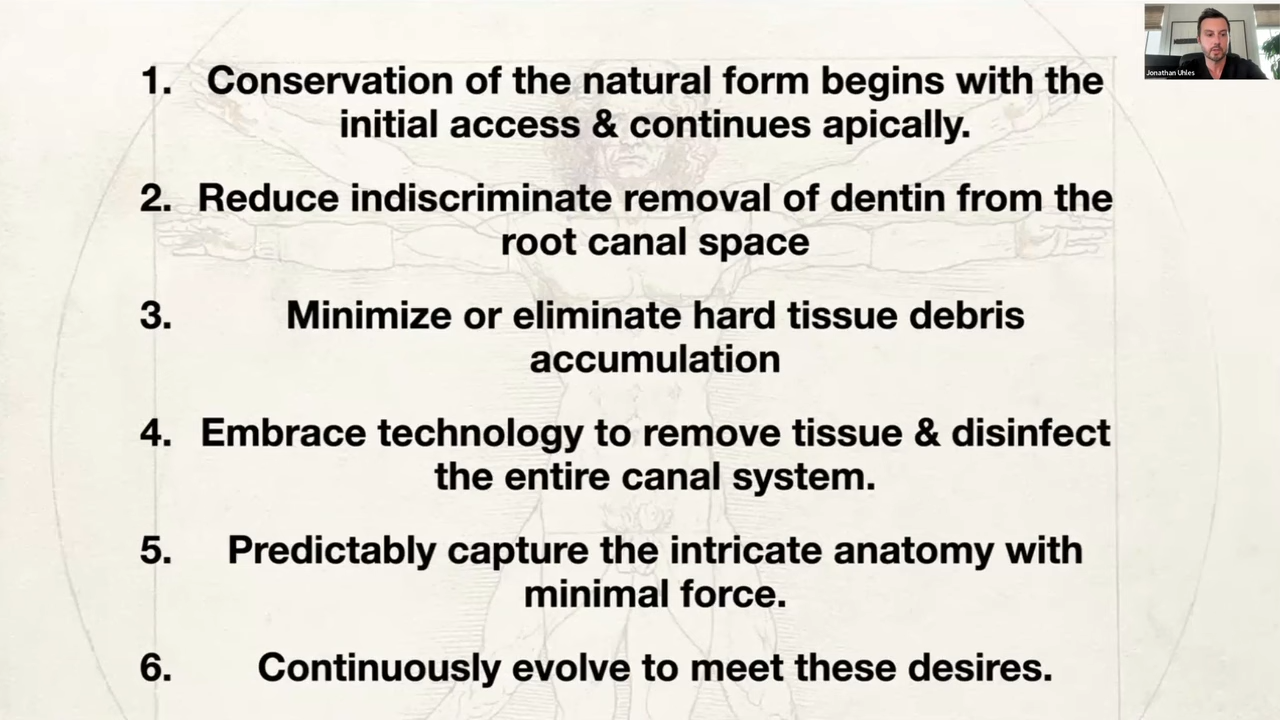 1. Conservation of the natural form begins with the
initial access & continues apically.
2. Reduce indiscriminate removal of dentin from the
root canal space
3. Minimize or eliminate hard tissue debris
accumulation
4. Embrace technology to remove tissue & disinfect
the entire canal system.
5. Predictably capture the intricate anatomy with
minimal force.
6. Continuously evolve to meet these desires.
Jonathan Uhles